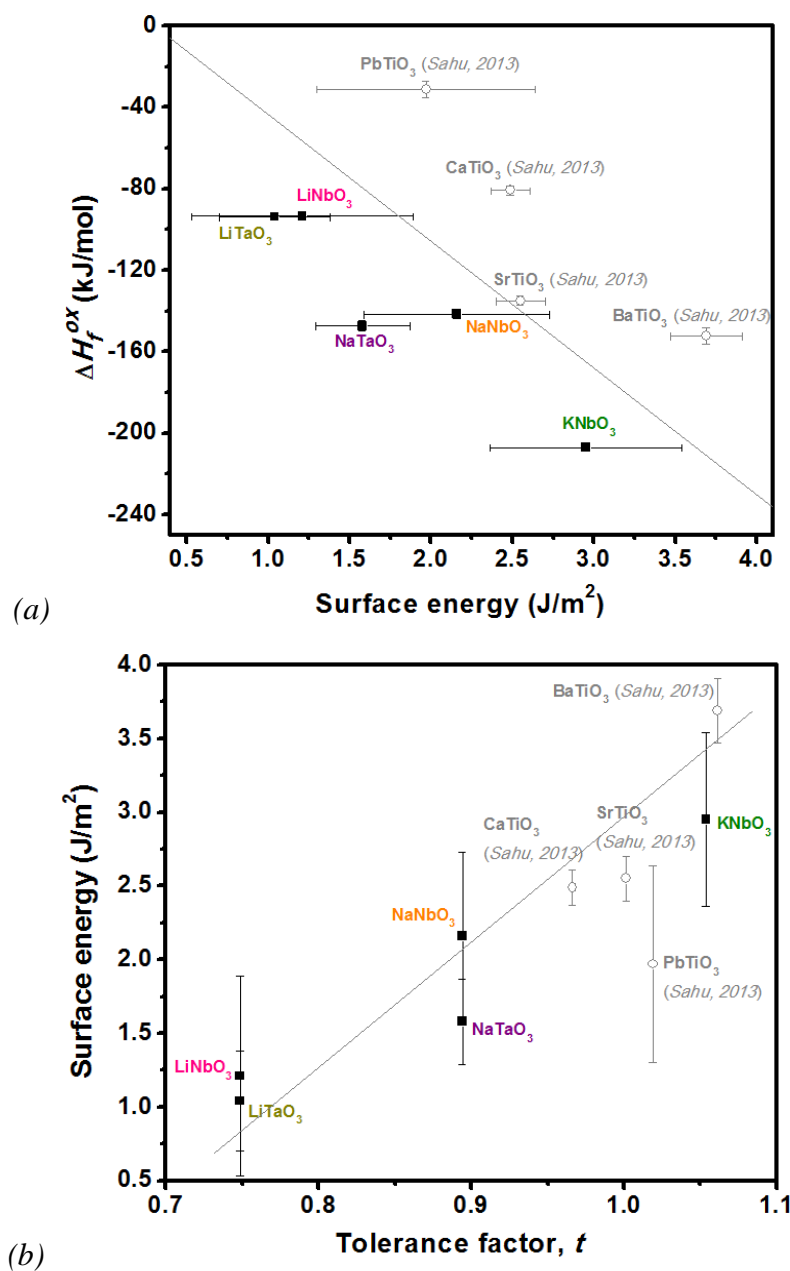 0
-40
-80
-120
-160
-200
-240
ΔH_f^ox (kJ/mol)
PbTiO₃ (Sahu, 2013)
CaTiO₃ (Sahu, 2013)
LiNbO₃
LiTaO₃
SrTiO₃ (Sahu, 2013)
BaTiO₃ (Sahu, 2013)
NaNbO₃
NaTaO₃
KNbO₃
0.5 1.0 1.5 2.0 2.5 3.0 3.5 4.0
Surface energy (J/m²)
(a)
4.0
3.5
3.0
2.5
2.0
1.5
1.0
0.5
Surface energy (J/m²)
BaTiO₃ (Sahu, 2013)
CaTiO₃
(Sahu, 2013)
SrTiO₃
(Sahu, 2013)
KNbO₃
NaNbO₃
PbTiO₃
(Sahu, 2013)
NaTaO₃
LiNbO₃
LiTaO₃
0.7 0.8 0.9 1.0 1.1
Tolerance factor, t
(b)